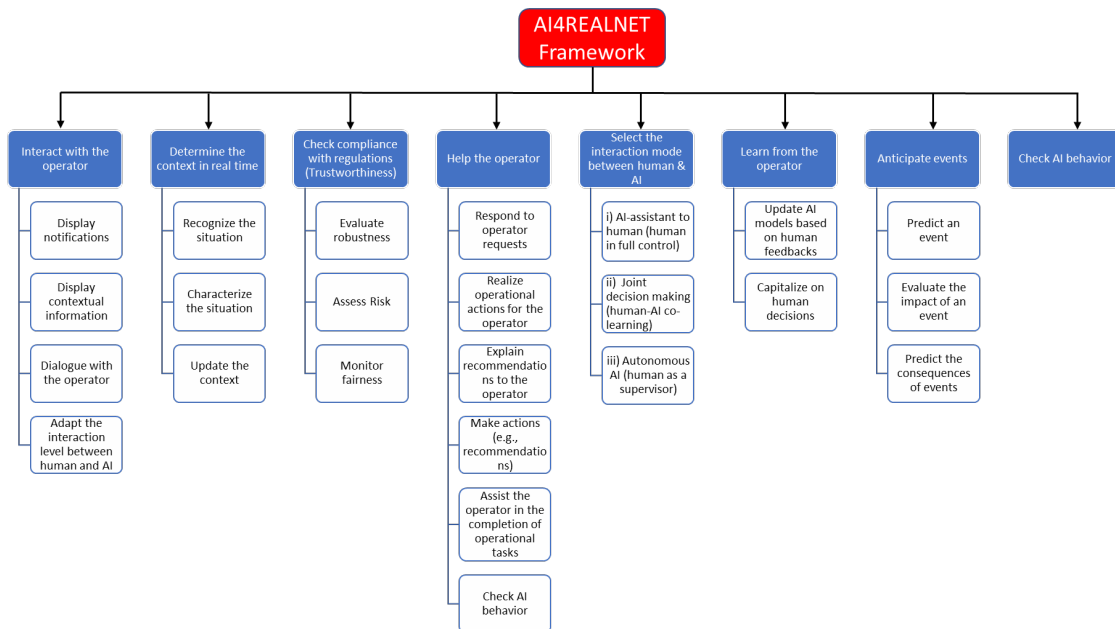 AI4REALNET
Framework
Interact with the
operator
Display
notifications
Display
contextual
information
Dialogue with
the operator
Adapt the
interaction
level between
human and AI
Determine the
context in real time
Recognize the
situation
Characterize
the situation
Update the
context
Check compliance
with regulations
(Trustworthiness)
Evaluate
robustness
Assess Risk
Monitor
fairness
Help the operator
Respond to
operator
requests
Realize
operational
actions for the
operator
Explain
recommendati
ons to the
operator
Make actions
(e.g.,
recommendatio
ns)
Assist the
operator in the
completion of
operational
tasks
Check AI
behavior
Select the
interaction mode
between human &
AI
i) AI-assistant to
human (human
in full control)
ii)  Joint
decision making
(human-AI co-
learning)
iii) Autonomous
AI (human as a
supervisor)
Learn from the
operator
Update AI
models based
on human
feedbacks
Capitalize on
human
decisions
Anticipate events
Predict an
event
Evaluate the
impact of an
event
Predict the
consequences
of events
Check AI behavior